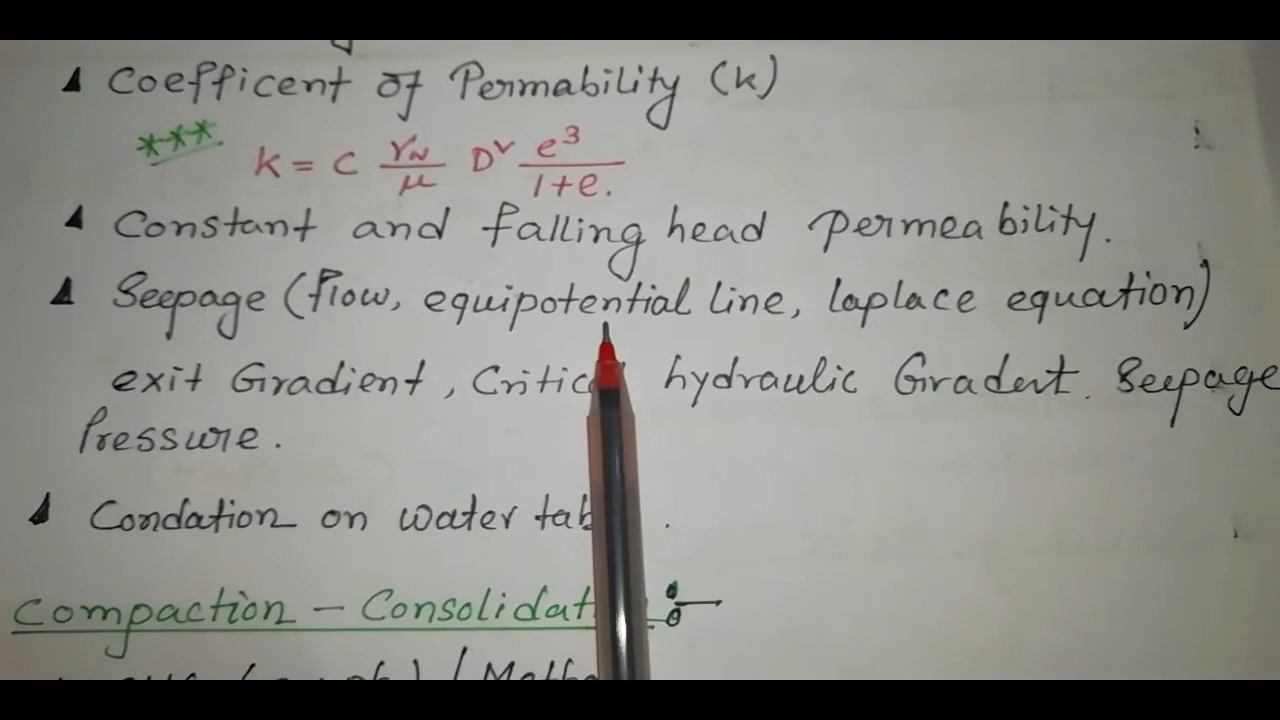 Coefficent of Permability (k)
*** k = C γw/μ D² e³/1+e.
Constant and falling head permeability.
Seepage (flow, equipotential line, laplace equation)
exit Gradient, Critic hydraulic Gradent. Seepage
Pressure.
Condation on water tab .
Compaction - Consolidat :-